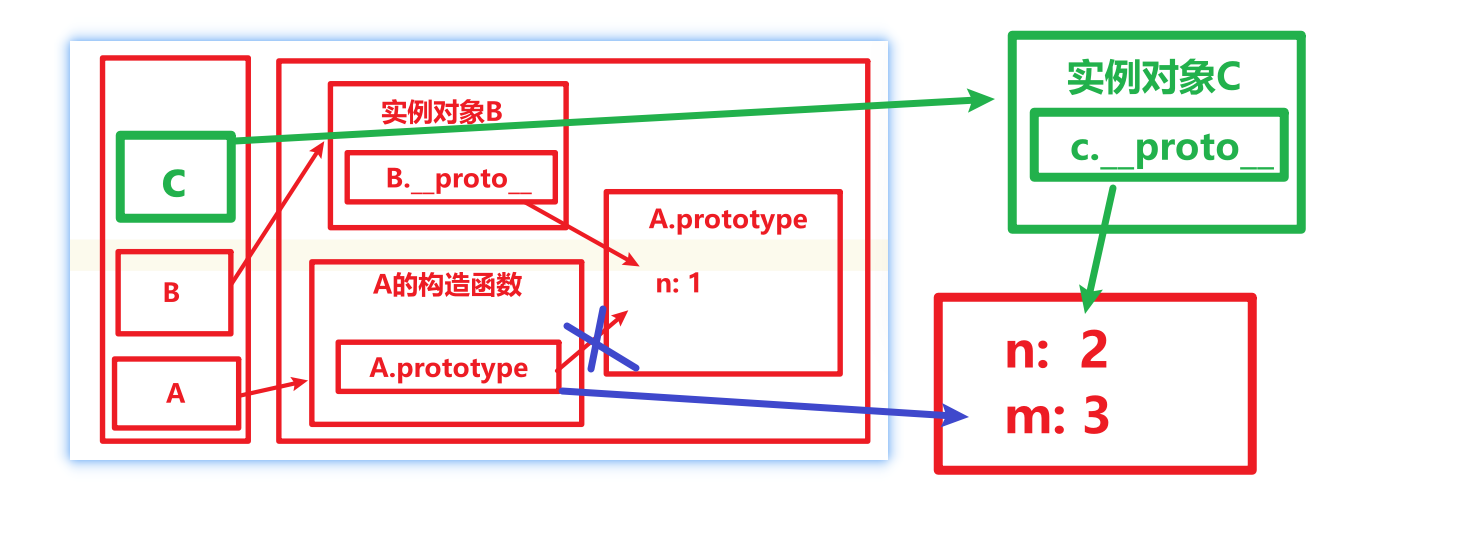 c
B
A
实例对象B
B.__proto__
A的构造函数
A.prototype
A.prototype
n: 1
实例对象C
c.__proto__
n: 2
m: 3